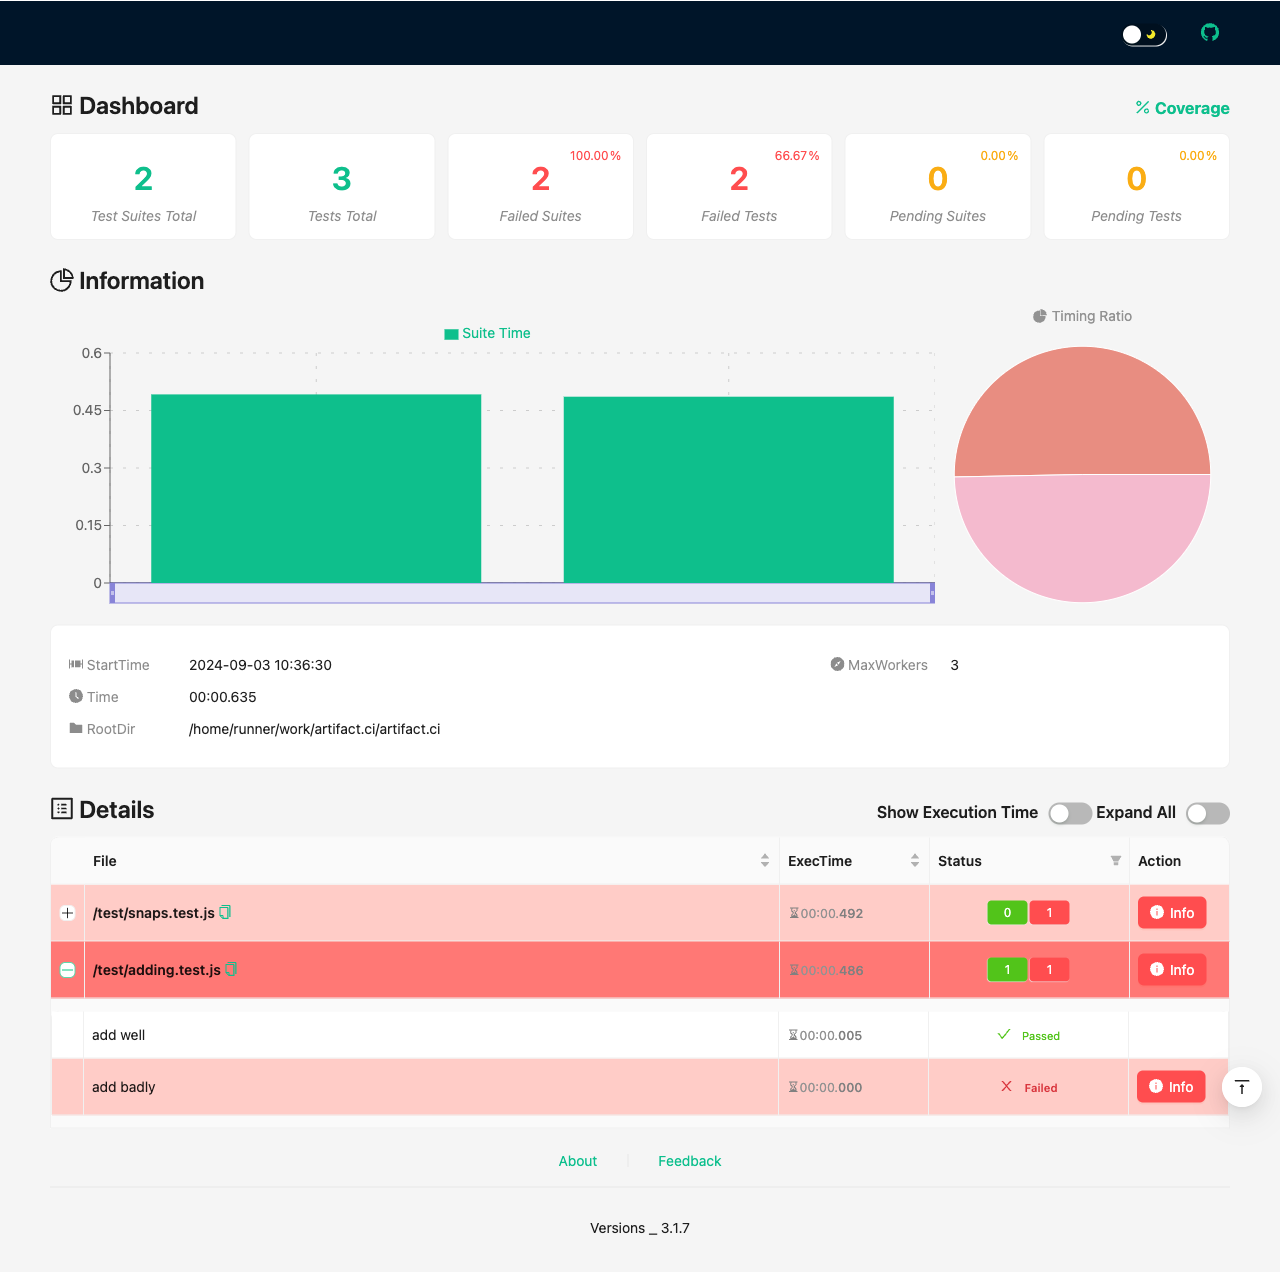 Dashboard
Coverage
2
Test Suites Total
3
Tests Total
100.00%
2
Failed Suites
66.67%
2
Failed Tests
0.00%
0
Pending Suites
0.00%
0
Pending Tests
Information
Suite Time
Timing Ratio
0.6
0.45
0.3
0.15
0
StartTime 2024-09-03 10:36:30 MaxWorkers 3
Time 00:00.635
RootDir /home/runner/work/artifact.ci/artifact.ci
Details
Show Execution Time Expand All
File ExecTime Status Action
/test/snaps.test.js 00:00.492 0 1 Info
/test/adding.test.js 00:00.486 1 1 Info
add well 00:00.005 Passed
add badly 00:00.000 Failed Info
About Feedback
Versions _ 3.1.7